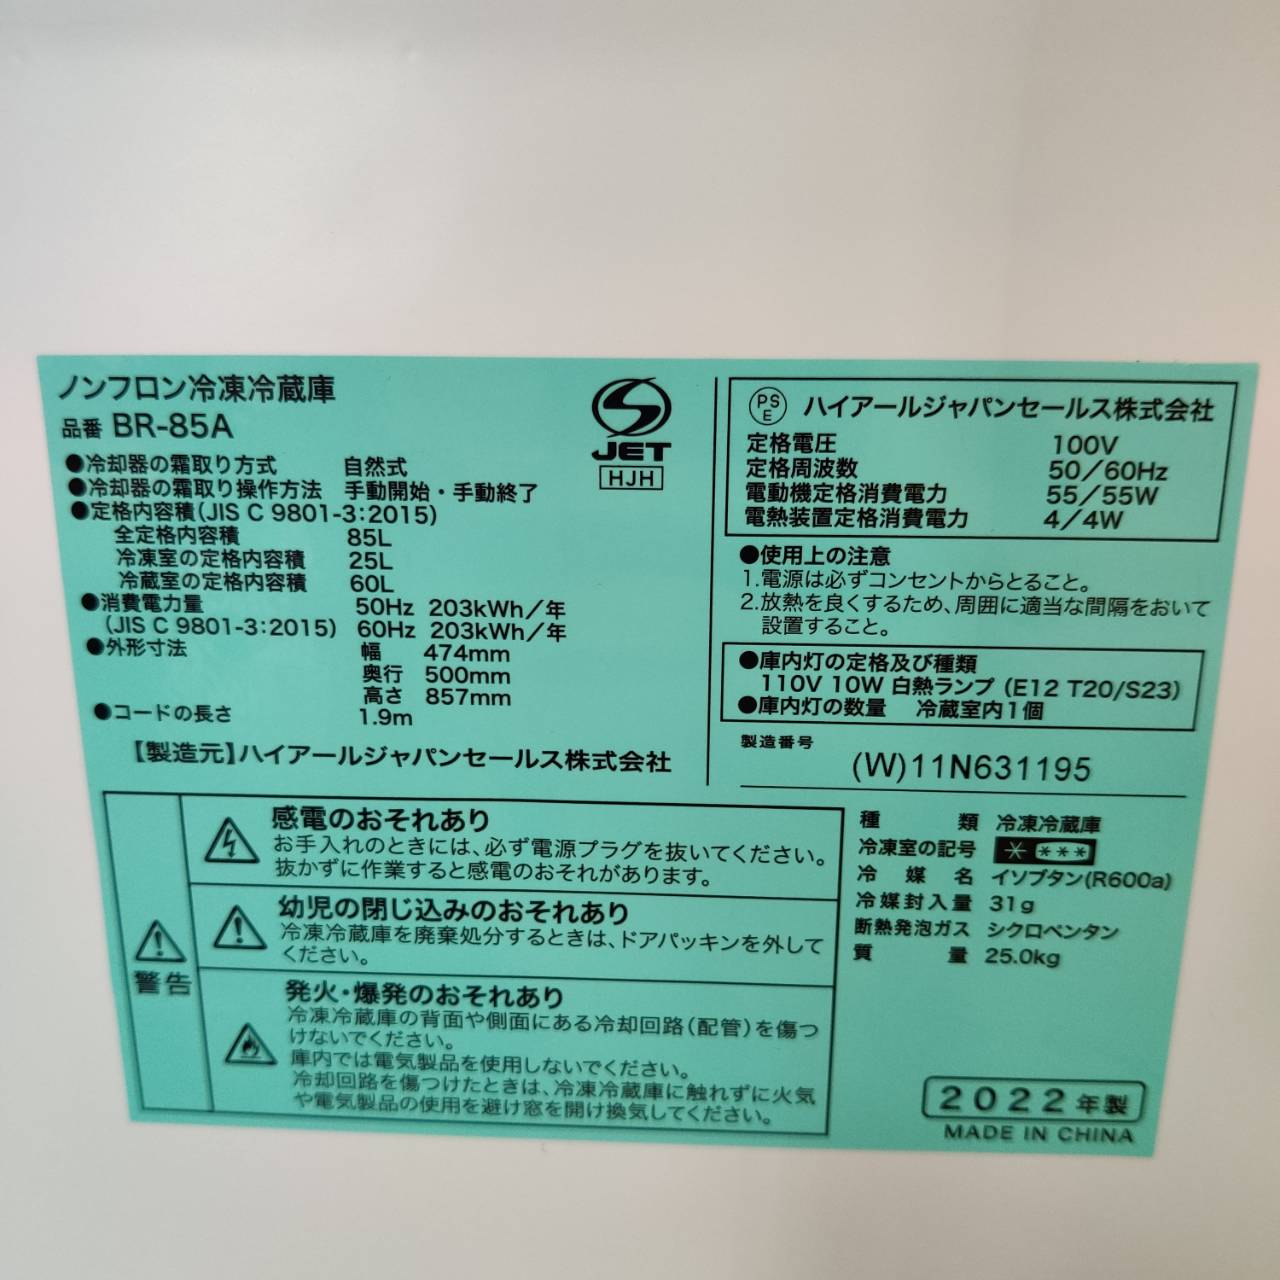 ノンフロン冷凍冷蔵庫
品番 BR-85A
●冷却器の霜取り方式 自然式
●冷却器の霜取り操作方法 手動開始・手動終了
●定格内容積(JIS C 9801-3:2015)
全定格内容積 85L
冷凍室の定格内容積 25L
冷蔵室の定格内容積 60L
●消費電力量 50Hz 203kWh/年
(JIS C 9801-3:2015) 60Hz 203kWh/年
●外形寸法 幅 474mm
奥行 500mm
高さ 857mm
●コードの長さ 1.9m
【製造元】ハイアールジャパンセールス株式会社
JET
HJH
PS E ハイアールジャパンセールス株式会社
定格電圧 100V
定格周波数 50/60Hz
電動機定格消費電力 55/55W
電熱装置定格消費電力 4/4W
●使用上の注意
1.電源は必ずコンセントからとること。
2.放熱を良くするため、周囲に適当な間隔をおいて
設置すること。
●庫内灯の定格及び種類
110V 10W 白熱ランプ (E12 T20/S23)
●庫内灯の数量 冷蔵室内1個
製造番号
(W)11N631195
警告
感電のおそれあり
お手入れのときには、必ず電源プラグを抜いてください。
抜かずに作業すると感電のおそれがあります。
幼児の閉じ込みのおそれあり
冷凍冷蔵庫を廃棄処分するときは、ドアパッキンを外して
ください。
発火・爆発のおそれあり
冷凍冷蔵庫の背面や側面にある冷却回路(配管)を傷つ
けないでください。
庫内では電気製品を使用しないでください。
冷却回路を傷つけたときは、冷凍冷蔵庫に触れずに火気
や電気製品の使用を避け窓を開け換気してください。
種類 冷凍冷蔵庫
冷凍室の記号 * ***
冷媒名 イソブタン(R600a)
冷媒封入量 31g
断熱発泡ガス シクロペンタン
質量 25.0kg
2022年製
MADE IN CHINA